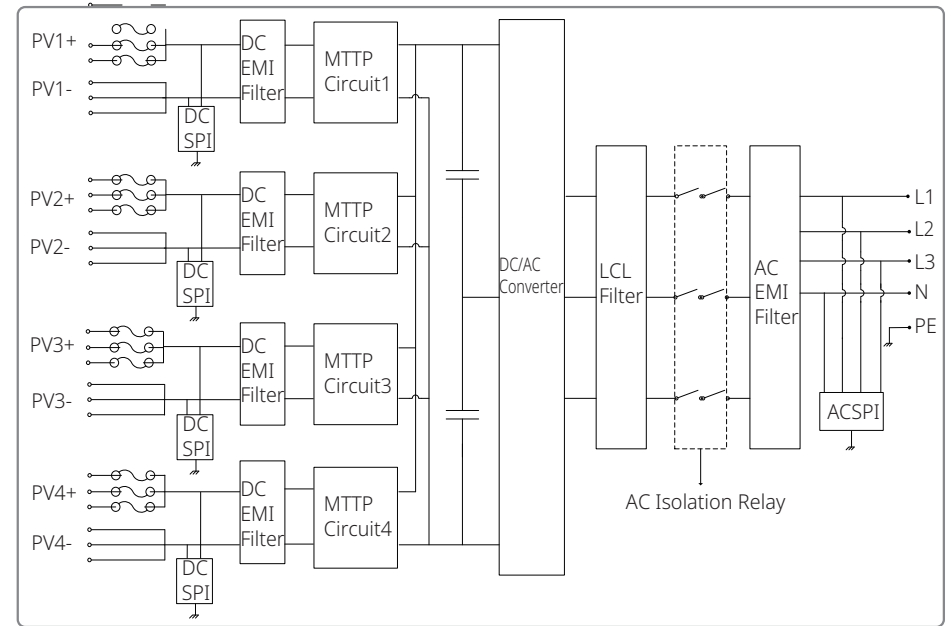 PV1+
PV1-
DC
EMI
Filter
MTTP
Circuit1
DC
SPI
PV2+
PV2-
DC
EMI
Filter
MTTP
Circuit2
DC
SPI
PV3+
PV3-
DC
EMI
Filter
MTTP
Circuit3
DC
SPI
PV4+
PV4-
DC
EMI
Filter
MTTP
Circuit4
DC
SPI
DC/AC
Converter
LCL
Filter
AC Isolation Relay
AC
EMI
Filter
L1
L2
L3
N
PE
ACSPI